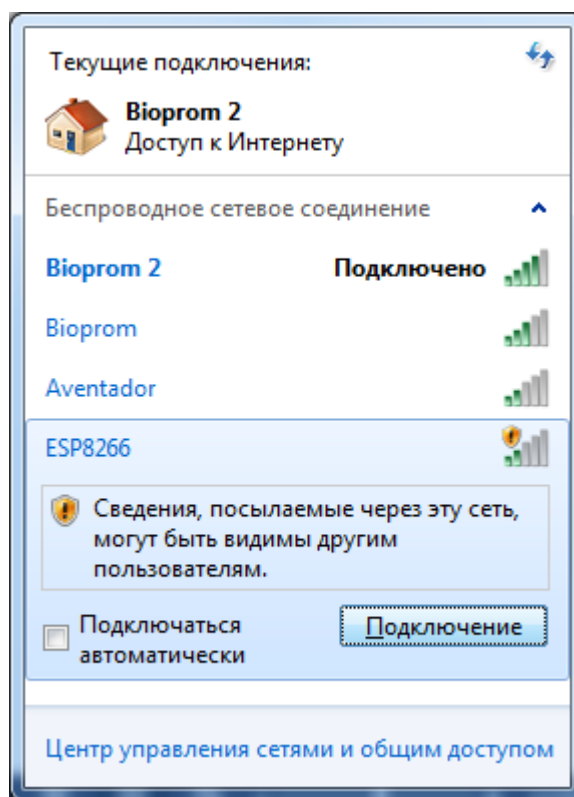 Текущие подключения:
Bioprom 2
Доступ к Интернету
Беспроводное сетевое соединение
Bioprom 2 Подключено
Bioprom
Aventador
ESP8266
Сведения, посылаемые через эту сеть,
могут быть видимы другим
пользователям.
Подключаться
автоматически
Подключение
Центр управления сетями и общим доступом